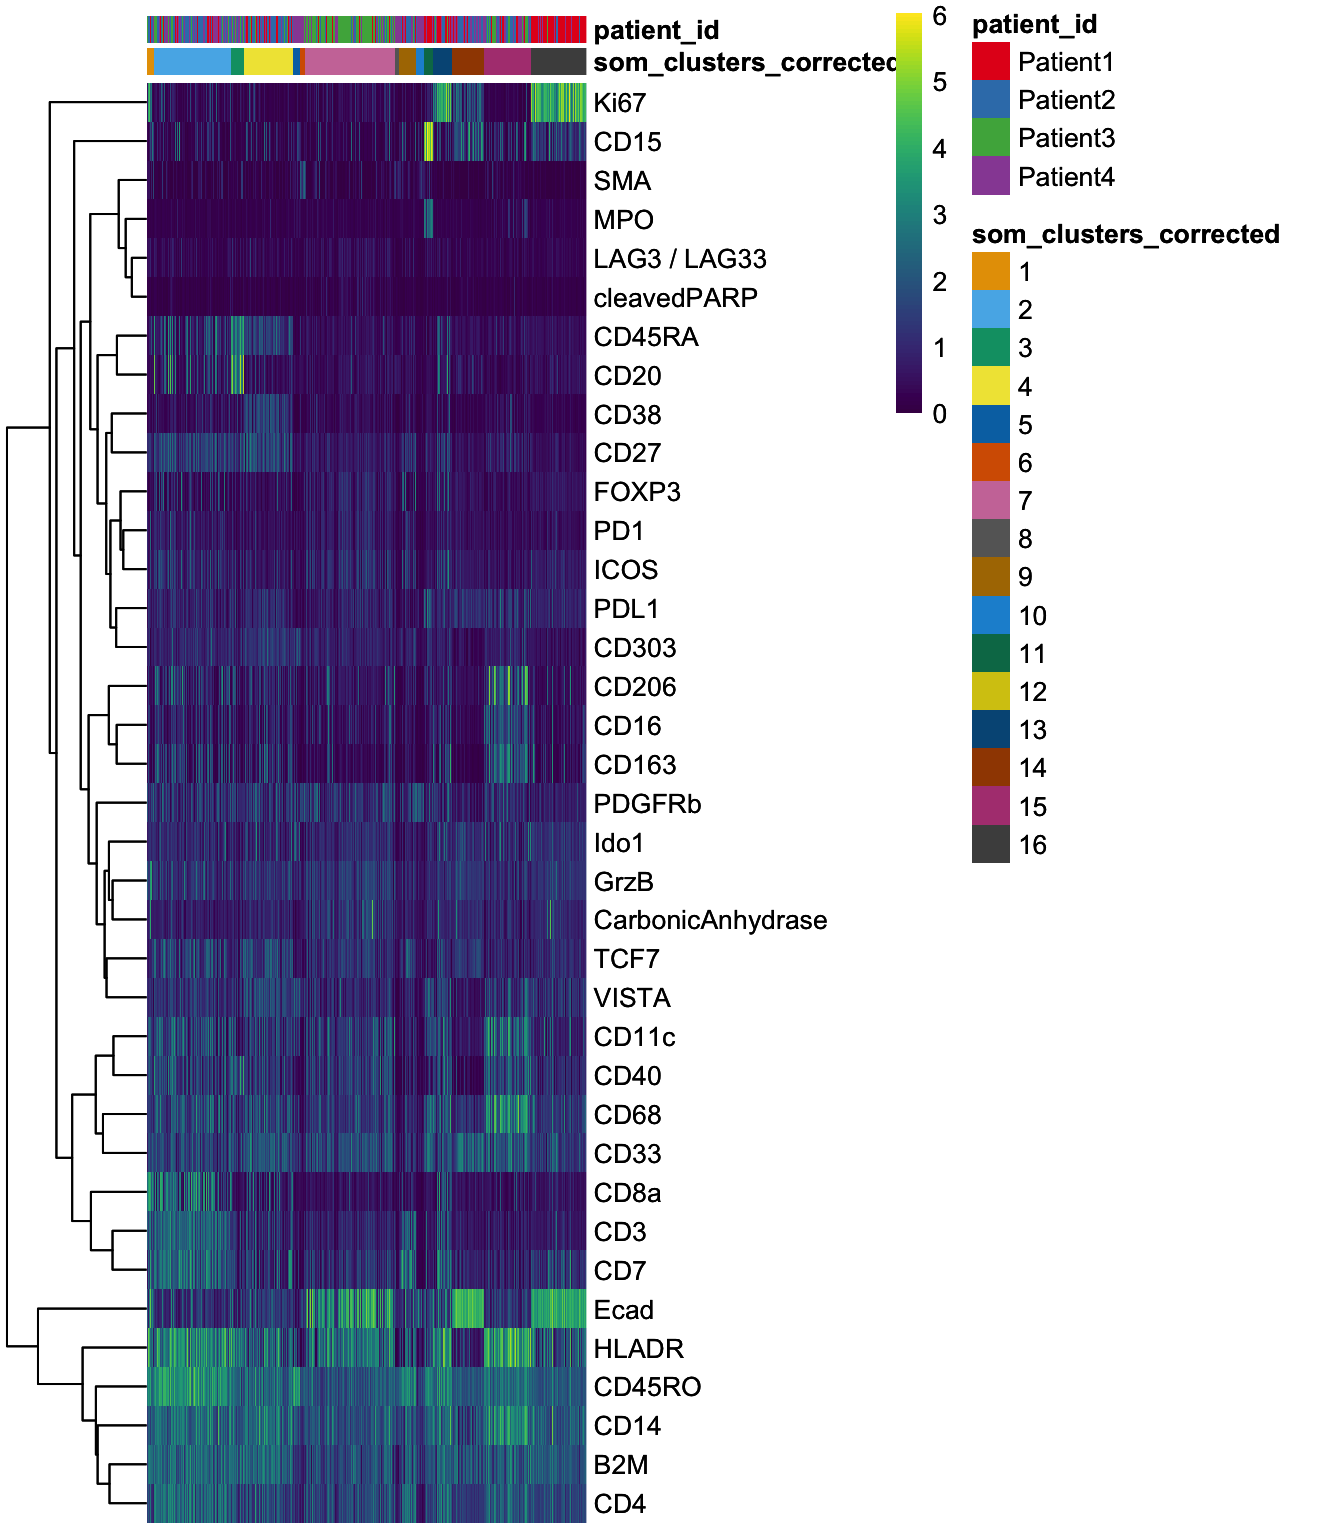 patient_id
som_clusters_corrected
Ki67
CD15
SMA
MPO
LAG3 / LAG33
cleavedPARP
CD45RA
CD20
CD38
CD27
FOXP3
PD1
ICOS
PDL1
CD303
CD206
CD16
CD163
PDGFRb
Ido1
GrzB
CarbonicAnhydrase
TCF7
VISTA
CD11c
CD40
CD68
CD33
CD8a
CD3
CD7
Ecad
HLADR
CD45RO
CD14
B2M
CD4
6
5
4
3
2
1
0
patient_id
Patient1
Patient2
Patient3
Patient4
som_clusters_corrected
1
2
3
4
5
6
7
8
9
10
11
12
13
14
15
16